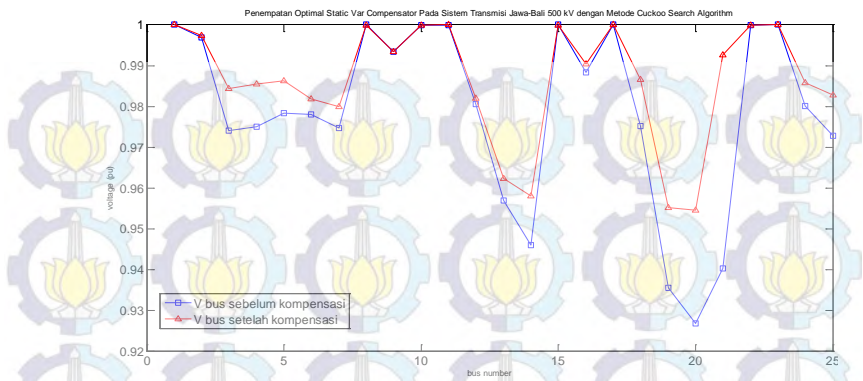 Penempatan Optimal Static Var Compensator Pada Sistem Transmisi Jawa-Bali 500 kV dengan Metode Cuckoo Search Algorithm
1
0.99
0.98
0.97
0.96
0.95
0.94
0.93
0.92
voltage (pu)
V bus sebelum kompensasi
V bus setelah kompensasi
0 5 10 15 20 25
bus number